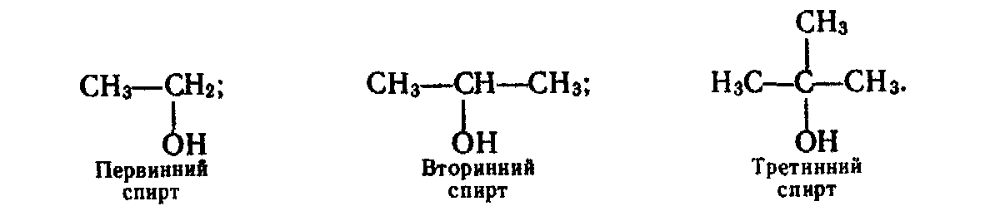 CH₃
CH₃—CH₂;
CH₃—CH—CH₃;
H₃C—C—CH₃.
OH
OH
OH
Первинний
спирт
Вторинний
спирт
Третинний
спирт